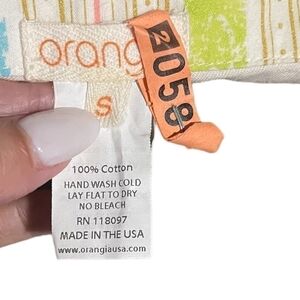 orang
2058
S
100% Cotton
HAND WASH COLD
LAY FLAT TO DRY
NO BLEACH
RN 118097
MADE IN THE USA
www.orangiausa.com